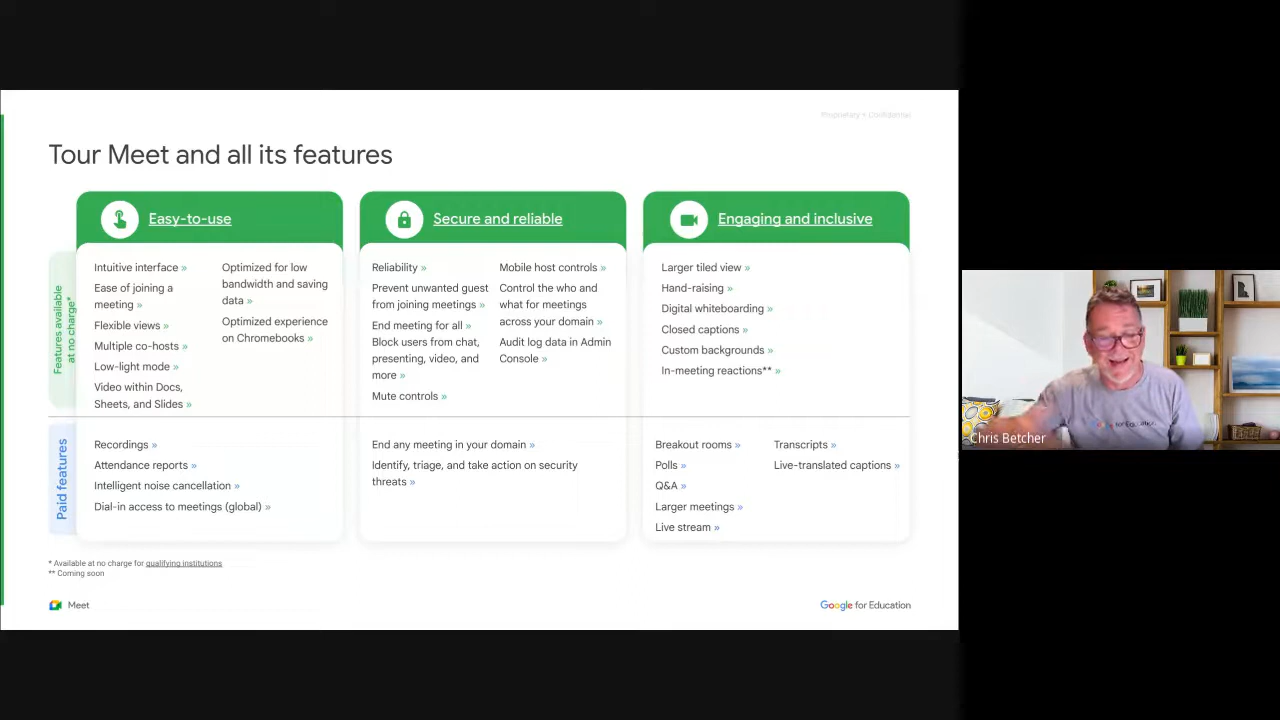 Proprietary + Confidential
Tour Meet and all its features
Easy-to-use
Secure and reliable
Engaging and inclusive
Features available
at no charge*
Intuitive interface »
Ease of joining a
meeting »
Flexible views »
Multiple co-hosts »
Low-light mode »
Video within Docs,
Sheets, and Slides »
Optimized for low
bandwidth and saving
data »
Optimized experience
on Chromebooks »
Reliability »
Prevent unwanted guest
from joining meetings »
End meeting for all »
Block users from chat,
presenting, video, and
more »
Mute controls »
Mobile host controls »
Control the who and
what for meetings
across your domain »
Audit log data in Admin
Console »
Larger tiled view »
Hand-raising »
Digital whiteboarding »
Closed captions »
Custom backgrounds »
In-meeting reactions** »
Paid features
Recordings »
Attendance reports »
Intelligent noise cancellation »
Dial-in access to meetings (global) »
End any meeting in your domain »
Identify, triage, and take action on security
threats »
Breakout rooms »
Polls »
Q&A »
Larger meetings »
Live stream »
Transcripts »
Live-translated captions »
* Available at no charge for qualifying institutions
** Coming soon
Meet
Google for Education
Google for Education
Chris Betcher